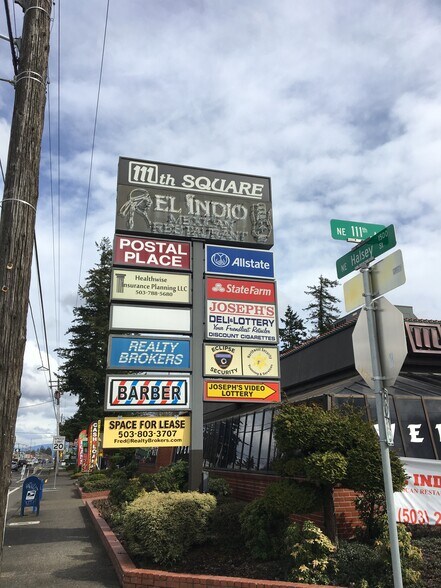 111th SQUARE
EL INDIO
MEXICAN
RESTAURANT
POSTAL
PLACE
Healthwise
Insurance Planning LLC
503-788-5680
REALTY
BROKERS
BARBER
SPACE FOR LEASE
503-803-3707
Fred@RealtyBrokers.com
Allstate
State Farm
JOSEPH'S
DELI-LOTTERY
Your Friendliest
DISCOUNT CIGARETTES
ECLIPSE
SECURITY
JOSEPH'S VIDEO
LOTTERY
NE 111th
NE Halsey
20
(503) 2